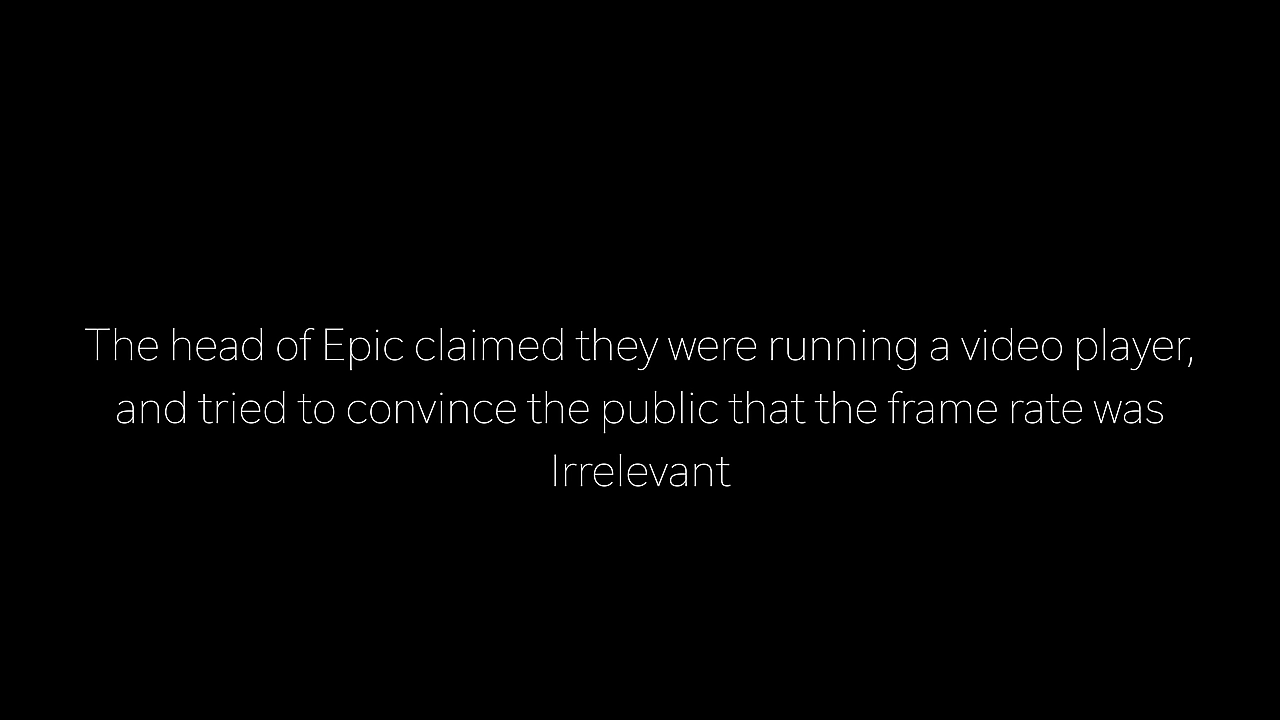 The head of Epic claimed they were running a video player,
and tried to convince the public that the frame rate was
Irrelevant